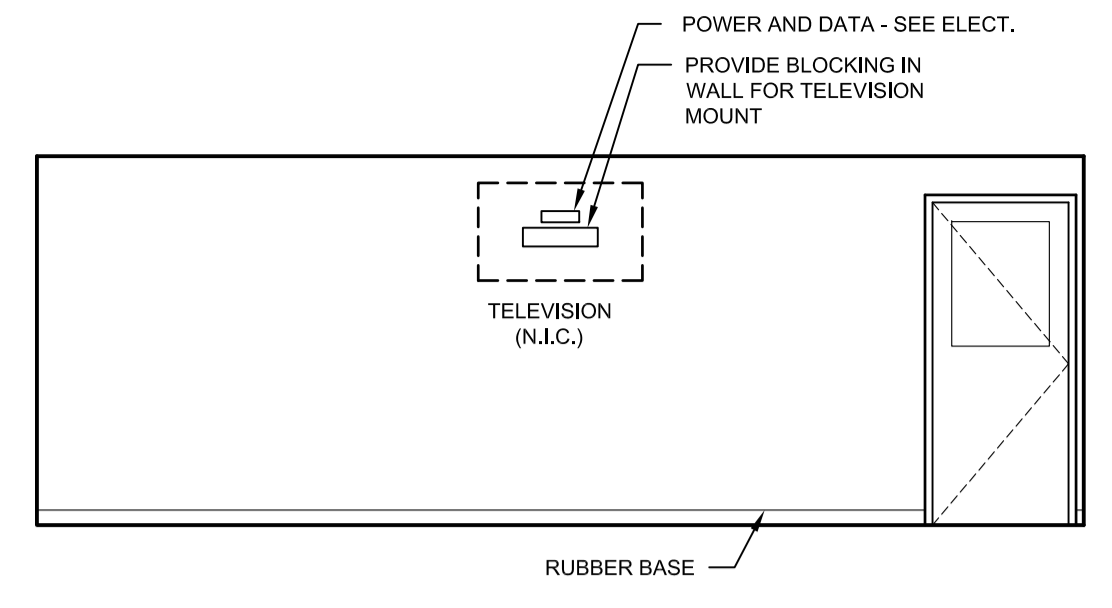 POWER AND DATA - SEE ELECT.
PROVIDE BLOCKING IN
WALL FOR TELEVISION
MOUNT
TELEVISION
(N.I.C.)
RUBBER BASE